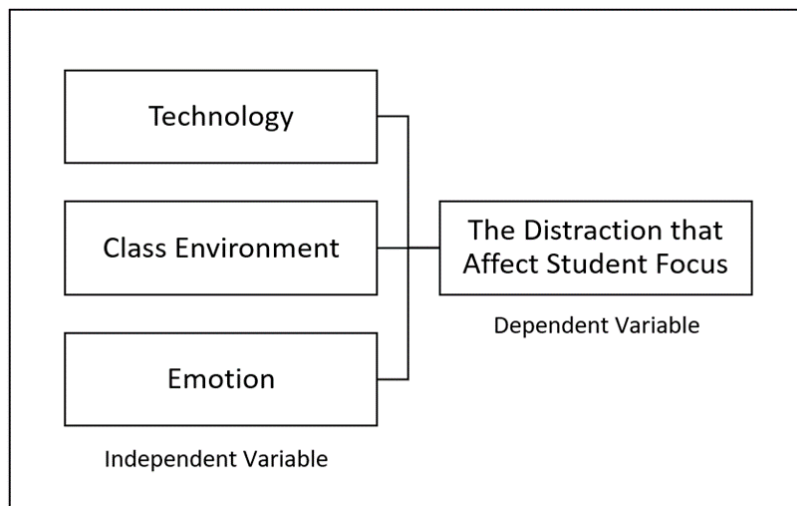 Technology
Class Environment
The Distraction that
Affect Student Focus
Dependent Variable
Emotion
Independent Variable